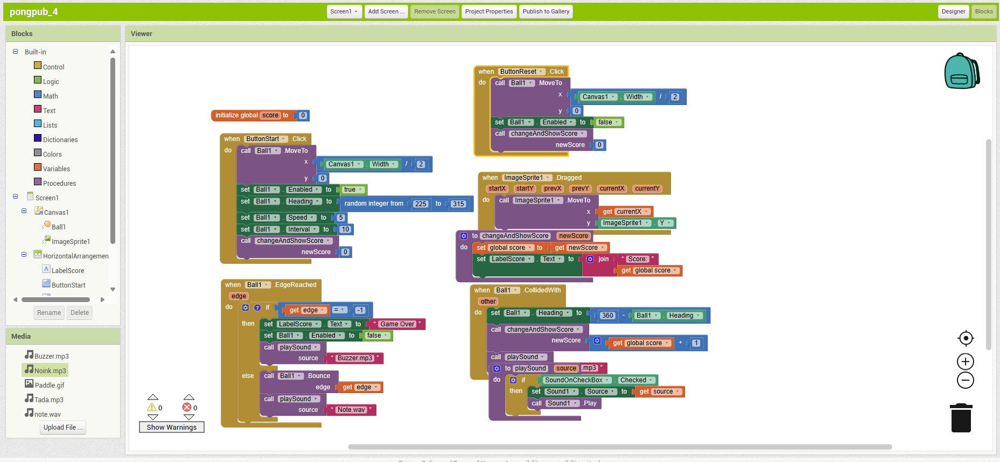 pongpub_4
Screen1 Add Screen ... Remove Screen Project Properties Publish to Gallery Designer Blocks
Blocks
Built-in
Control
Logic
Math
Text
Lists
Dictionaries
Colors
Variables
Procedures
Screen1
Canvas1
Ball1
ImageSprite1
HorizontalArrangemen
LabelScore
ButtonStart
Rename Delete
Media
Buzzer.mp3
Noink.mp3
Paddle.gif
Tada.mp3
note.wav
Upload File ...
Viewer
initialize global score to 0
when ButtonStart .Click
do call Ball1 .MoveTo
x Canvas1 . Width / 2
y 0
set Ball1 . Enabled to true
set Ball1 . Heading to random integer from 225 to 315
set Ball1 . Speed to 5
set Ball1 . Interval to 10
call changeAndShowScore
newScore 0
when Ball1 .EdgeReached
edge
do if get edge = -1
then set LabelScore . Text to “ Game Over ”
set Ball1 . Enabled to false
call playSound
source “ Buzzer.mp3 ”
else call Ball1 .Bounce
edge get edge
call playSound
source “ Note.wav ”
when ButtonReset .Click
do call Ball1 .MoveTo
x Canvas1 . Width / 2
y 0
set Ball1 . Enabled to false
call changeAndShowScore
newScore 0
when ImageSprite1 .Dragged
startX startY prevX prevY currentX currentY
do call ImageSprite1 .MoveTo
x get currentX
y ImageSprite1 . Y
to changeAndShowScore newScore
do set global score to get newScore
set LabelScore . Text to join “ Score: ”
get global score
when Ball1 .CollidedWith
other
do set Ball1 . Heading to 360 - Ball1 . Heading
call changeAndShowScore
newScore get global score + 1
call playSound
.mp3 ”
to playSound source
do if SoundOnCheckBox . Checked
then set Sound1 . Source to get source
call Sound1 .Play
0 0
Show Warnings